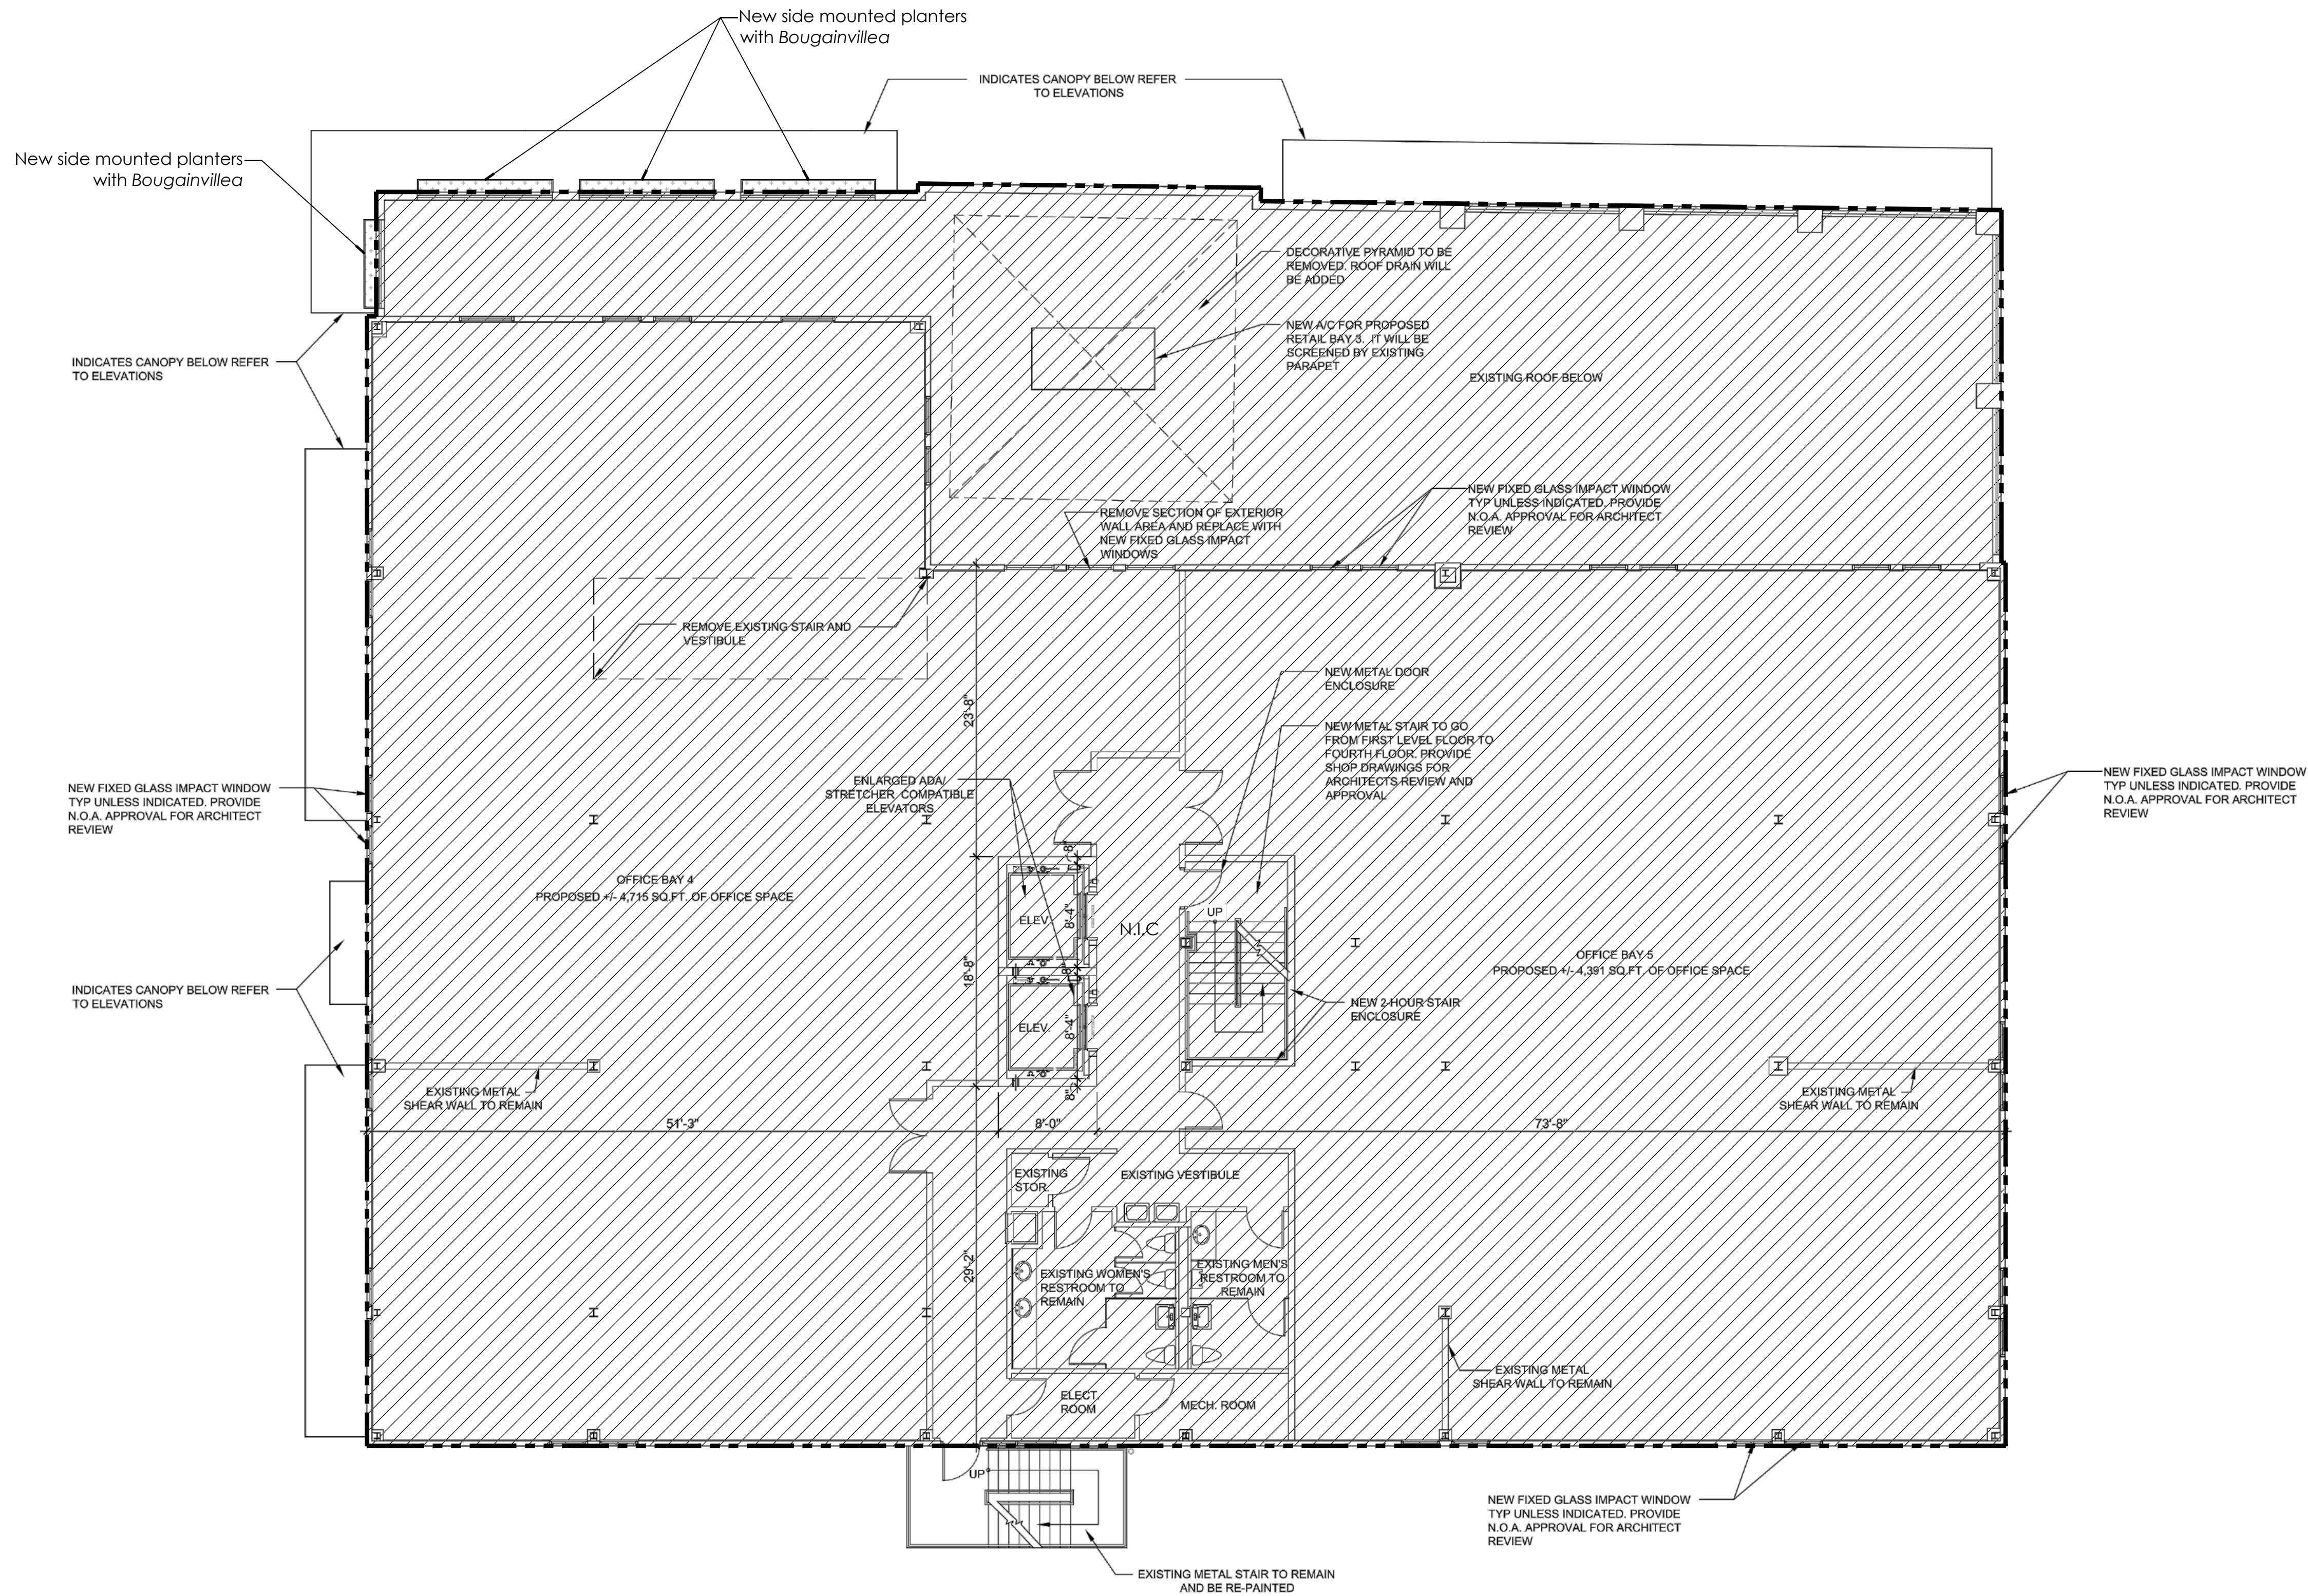 New side mounted planters
with Bougainvillea
INDICATES CANOPY BELOW REFER
TO ELEVATIONS
New side mounted planters
with Bougainvillea
DECORATIVE PYRAMID TO BE
REMOVED. ROOF DRAIN WILL
BE ADDED
NEW A/C FOR PROPOSED
RETAIL BAY 3. IT WILL BE
SCREENED BY EXISTING
PARAPET
INDICATES CANOPY BELOW REFER
TO ELEVATIONS
EXISTING ROOF BELOW
NEW FIXED GLASS IMPACT WINDOW
TYP UNLESS INDICATED. PROVIDE
N.O.A. APPROVAL FOR ARCHITECT
REVIEW
REMOVE SECTION OF EXTERIOR
WALL AREA AND REPLACE WITH
NEW FIXED GLASS IMPACT
WINDOWS
REMOVE EXISTING STAIR AND
VESTIBULE
23'-8"
NEW METAL DOOR
ENCLOSURE
NEW METAL STAIR TO GO
FROM FIRST LEVEL FLOOR TO
FOURTH FLOOR. PROVIDE
SHOP DRAWINGS FOR
ARCHITECTS REVIEW AND
APPROVAL
ENLARGED ADA/
STRETCHER COMPATIBLE
ELEVATORS
NEW FIXED GLASS IMPACT WINDOW
TYP UNLESS INDICATED. PROVIDE
N.O.A. APPROVAL FOR ARCHITECT
REVIEW
NEW FIXED GLASS IMPACT WINDOW
TYP UNLESS INDICATED. PROVIDE
N.O.A. APPROVAL FOR ARCHITECT
REVIEW
8"
OFFICE BAY 4
PROPOSED +/- 4,715 SQ.FT. OF OFFICE SPACE
ELEV.
8'-4"
N.I.C
UP
OFFICE BAY 5
PROPOSED +/- 4,391 SQ.FT. OF OFFICE SPACE
18'-8"
8"
INDICATES CANOPY BELOW REFER
TO ELEVATIONS
NEW 2-HOUR STAIR
ENCLOSURE
ELEV.
8'-4"
8"
EXISTING METAL
SHEAR WALL TO REMAIN
EXISTING METAL
SHEAR WALL TO REMAIN
51'-3"
8'-0"
73'-8"
EXISTING
STOR.
EXISTING VESTIBULE
29'-2"
EXISTING WOMEN'S
RESTROOM TO
REMAIN
EXISTING MEN'S
RESTROOM TO
REMAIN
EXISTING METAL
SHEAR WALL TO REMAIN
ELECT.
ROOM
MECH. ROOM
UP
NEW FIXED GLASS IMPACT WINDOW
TYP UNLESS INDICATED. PROVIDE
N.O.A. APPROVAL FOR ARCHITECT
REVIEW
EXISTING METAL STAIR TO REMAIN
AND BE RE-PAINTED